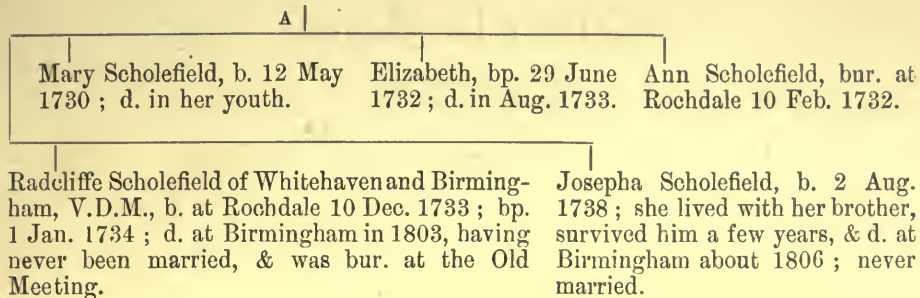 A
Mary Scholefield, b. 12 May
1730 ; d. in her youth.
Elizabeth, bp. 29 June
1732 ; d. in Aug. 1733.
Ann Scholefield, bur. at
Rochdale 10 Feb. 1732.
Radcliffe Scholefield of Whitehaven and Birming-
ham, V.D.M., b. at Rochdale 10 Dec. 1733 ; bp.
1 Jan. 1734 ; d. at Birmingham in 1803, having
never been married, & was bur. at the Old
Meeting.
Josepha Scholefield, b. 2 Aug.
1738 ; she lived with her brother,
survived him a few years, & d. at
Birmingham about 1806 ; never
married.